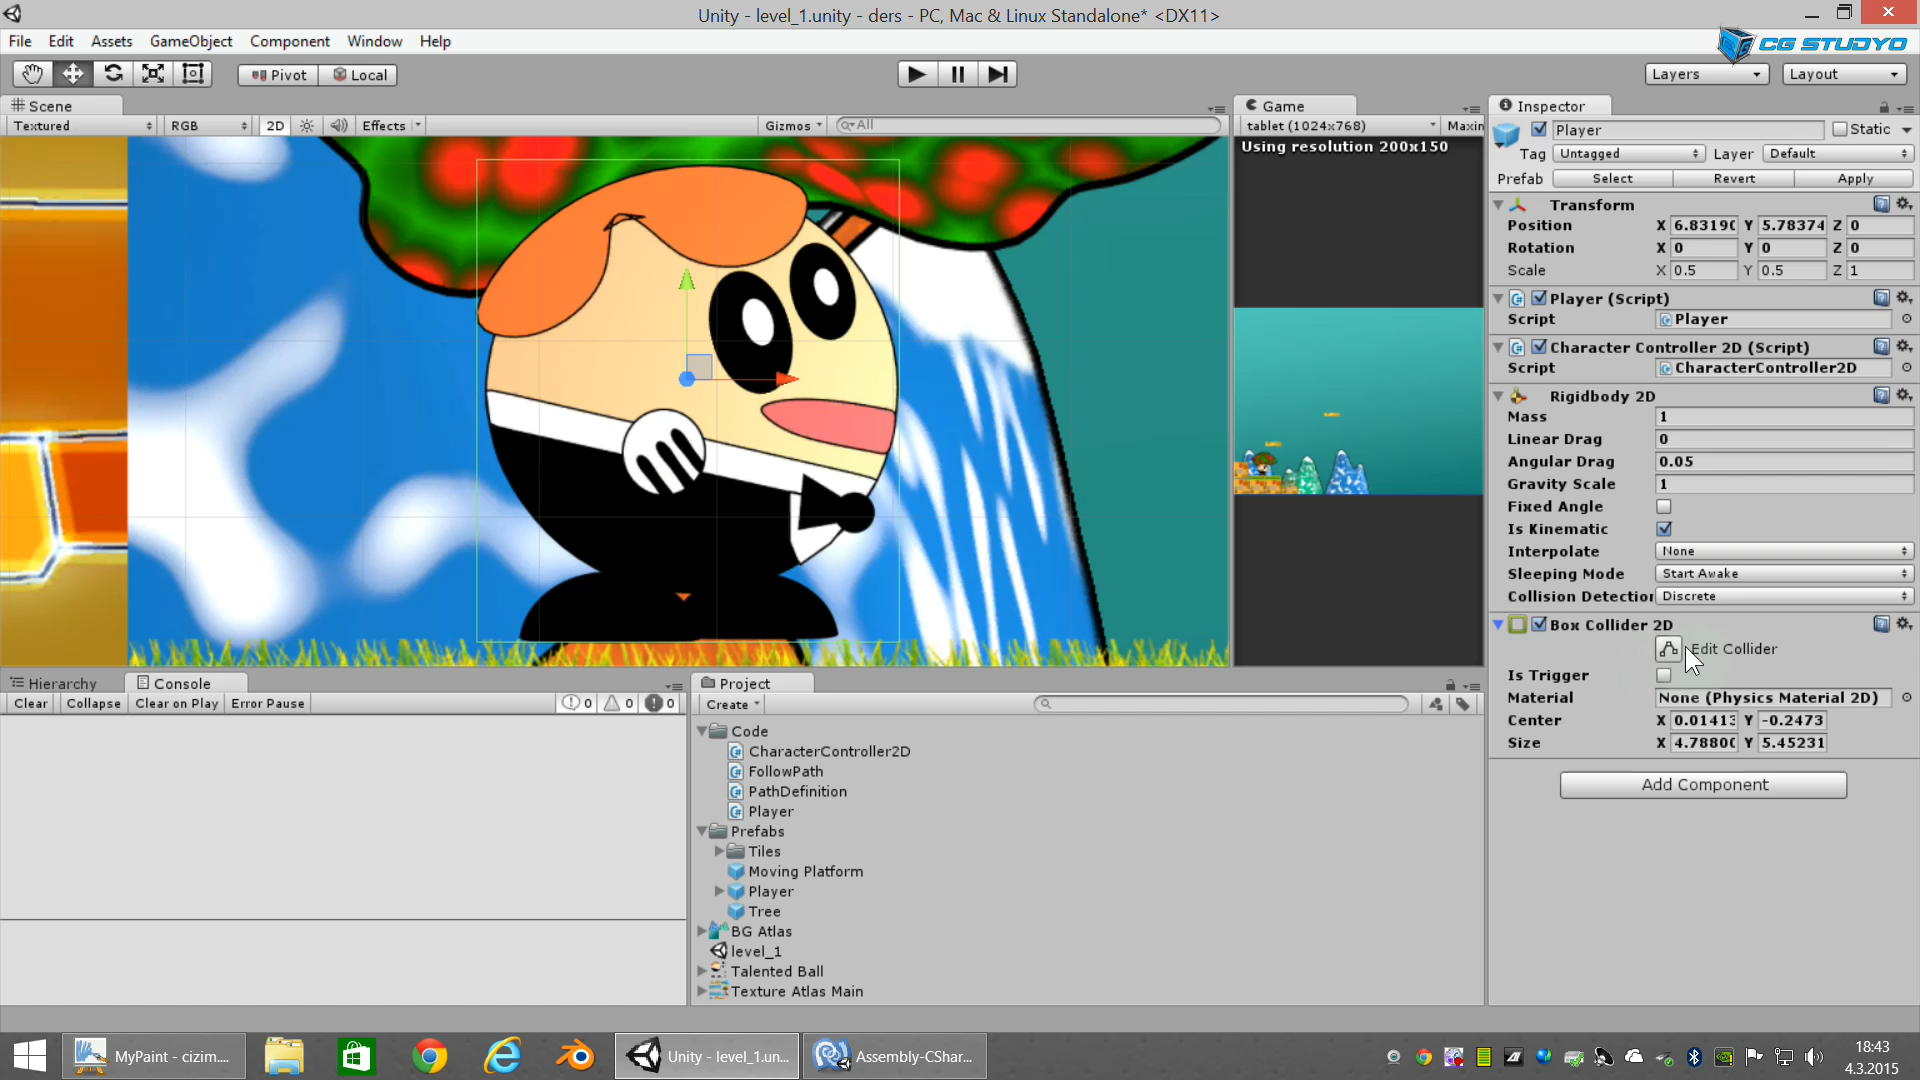 Unity - level_1.unity - ders - PC, Mac & Linux Standalone* <DX11>
File Edit Assets GameObject Component Window Help
CG STUDYO
Pivot Local
Layers Layout
Scene
Textured RGB 2D Effects Gizmos All
Game
tablet (1024x768) Maxin
Using resolution 200x150
Inspector
Player Static
Tag Untagged Layer Default
Prefab Select Revert Apply
Transform
Position X 6.8319( Y 5.78374 Z 0
Rotation X 0 Y 0 Z 0
Scale X 0.5 Y 0.5 Z 1
Player (Script)
Script Player
Character Controller 2D (Script)
Script CharacterController2D
Rigidbody 2D
Mass 1
Linear Drag 0
Angular Drag 0.05
Gravity Scale 1
Fixed Angle
Is Kinematic
Interpolate None
Sleeping Mode Start Awake
Collision Detection Discrete
Box Collider 2D
Edit Collider
Is Trigger
Material None (Physics Material 2D)
Center X 0.01413 Y -0.2473
Size X 4.7880( Y 5.45231
Add Component
Hierarchy Console
Clear Collapse Clear on Play Error Pause 0 0 0
Project
Create
Code
CharacterController2D
FollowPath
PathDefinition
Player
Prefabs
Tiles
Moving Platform
Player
Tree
BG Atlas
level_1
Talented Ball
Texture Atlas Main
MyPaint - cizim....
Unity - level_1.un...
Assembly-CShar...
18:43
4.3.2015